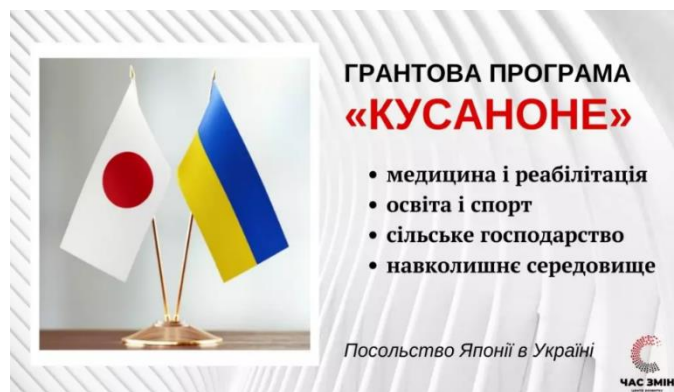 ГРАНТОВА ПРОГРАМА
«КУСАНОНЕ»
• медицина і реабілітація
• освіта і спорт
• сільське господарство
• навколишнє середовище
Посольство Японії в Україні
ЧАС ЗМІН